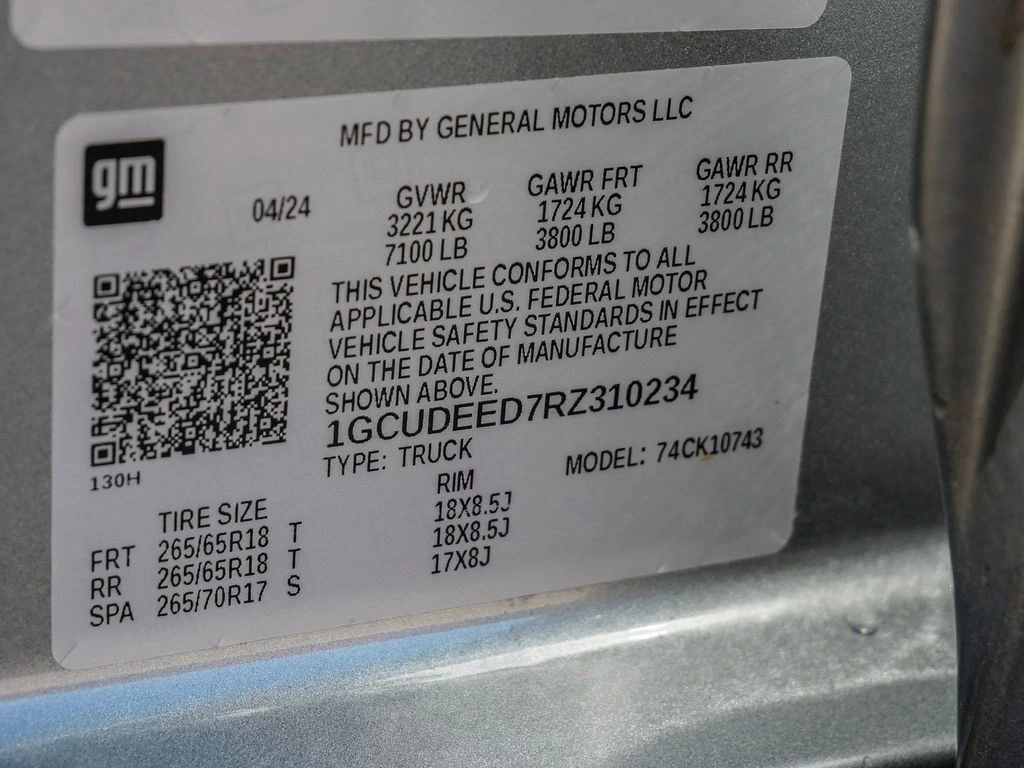 MFD BY GENERAL MOTORS LLC
gm
04/24 GVWR GAWR FRT GAWR RR
3221 KG 1724 KG 1724 KG
7100 LB 3800 LB 3800 LB
THIS VEHICLE CONFORMS TO ALL
APPLICABLE U.S. FEDERAL MOTOR
VEHICLE SAFETY STANDARDS IN EFFECT
ON THE DATE OF MANUFACTURE
SHOWN ABOVE.
1GCUDEED7RZ310234
TYPE: TRUCK MODEL: 74CK10743
130H
TIRE SIZE RIM
FRT 265/65R18 T 18X8.5J
RR 265/65R18 T 18X8.5J
SPA 265/70R17 S 17X8J